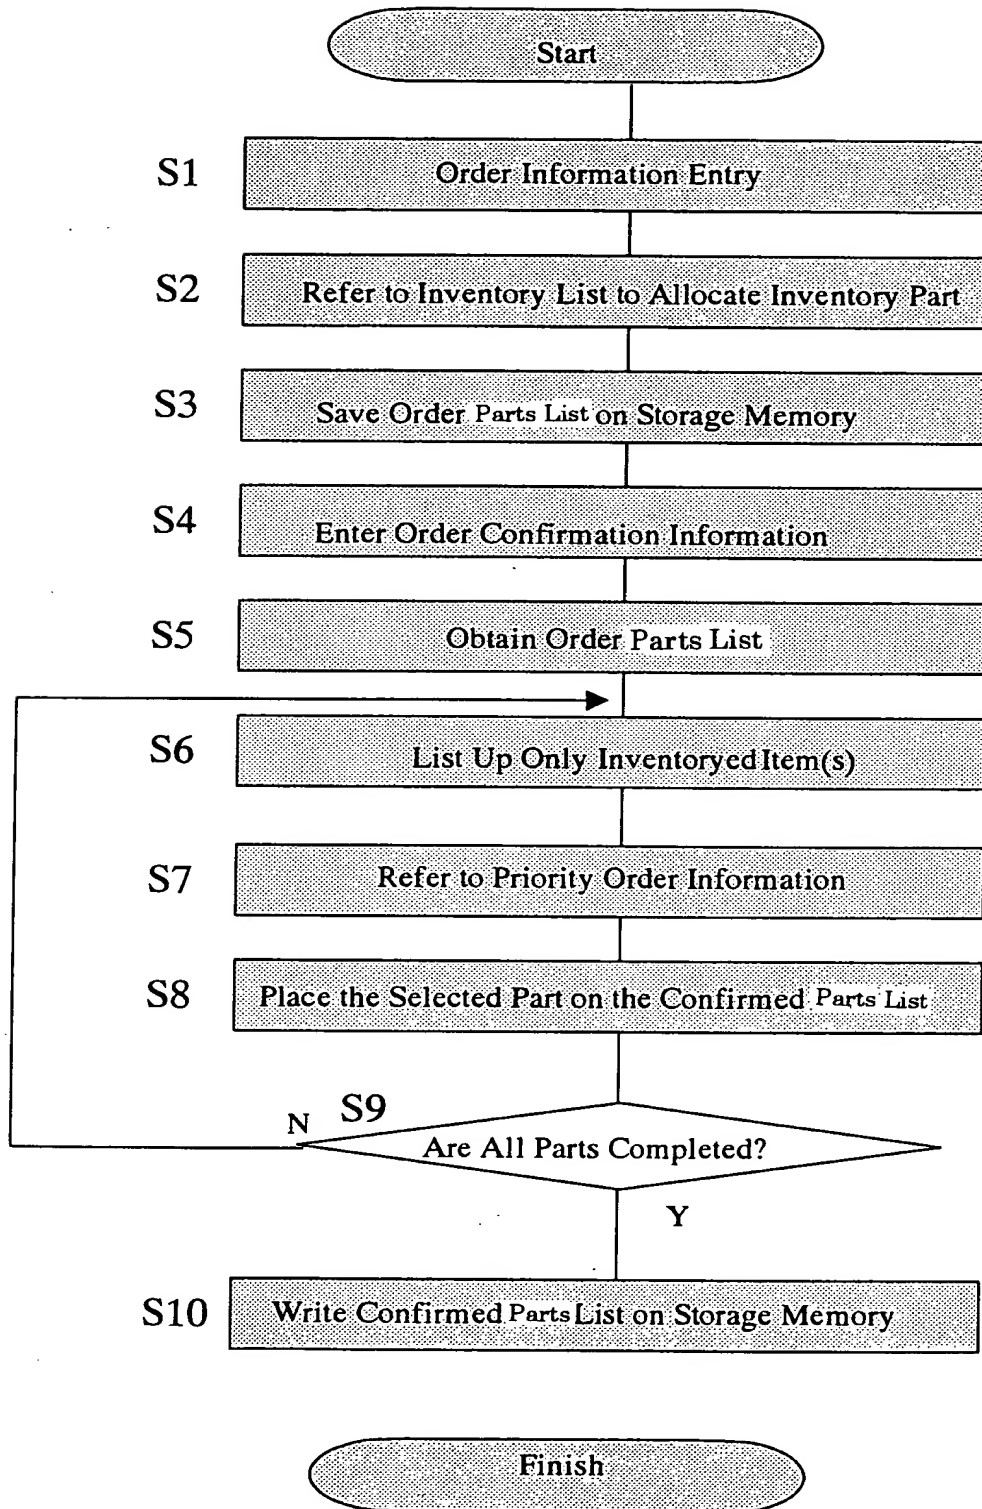 Start
S1 Order Information Entry
S2 Refer to Inventory List to Allocate Inventory Part
S3 Save Order Parts List on Storage Memory
S4 Enter Order Confirmation Information
S5 Obtain Order Parts List
S6 List Up Only Inventoryed Item(s)
S7 Refer to Priority Order Information
S8 Place the Selected Part on the Confirmed Parts List
N S9
Are All Parts Completed?
Y
S10 Write Confirmed Parts List on Storage Memory
Finish